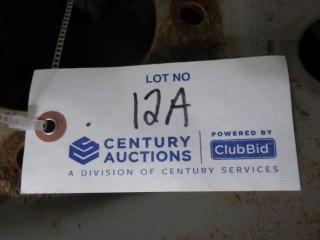 LOT NO
12A
CENTURY AUCTIONS
POWERED BY
ClubBid
A DIVISION OF CENTURY SERVICES